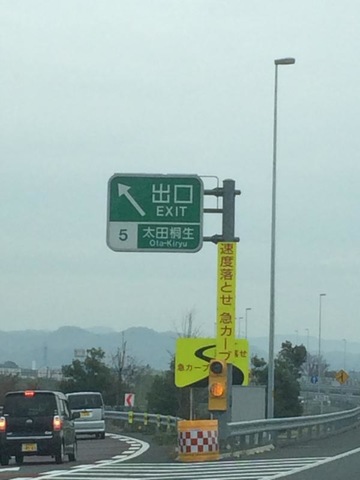 出口
EXIT
5 太田桐生
Ota-Kiryu
速度落とせ 急カーブ
急カーブ